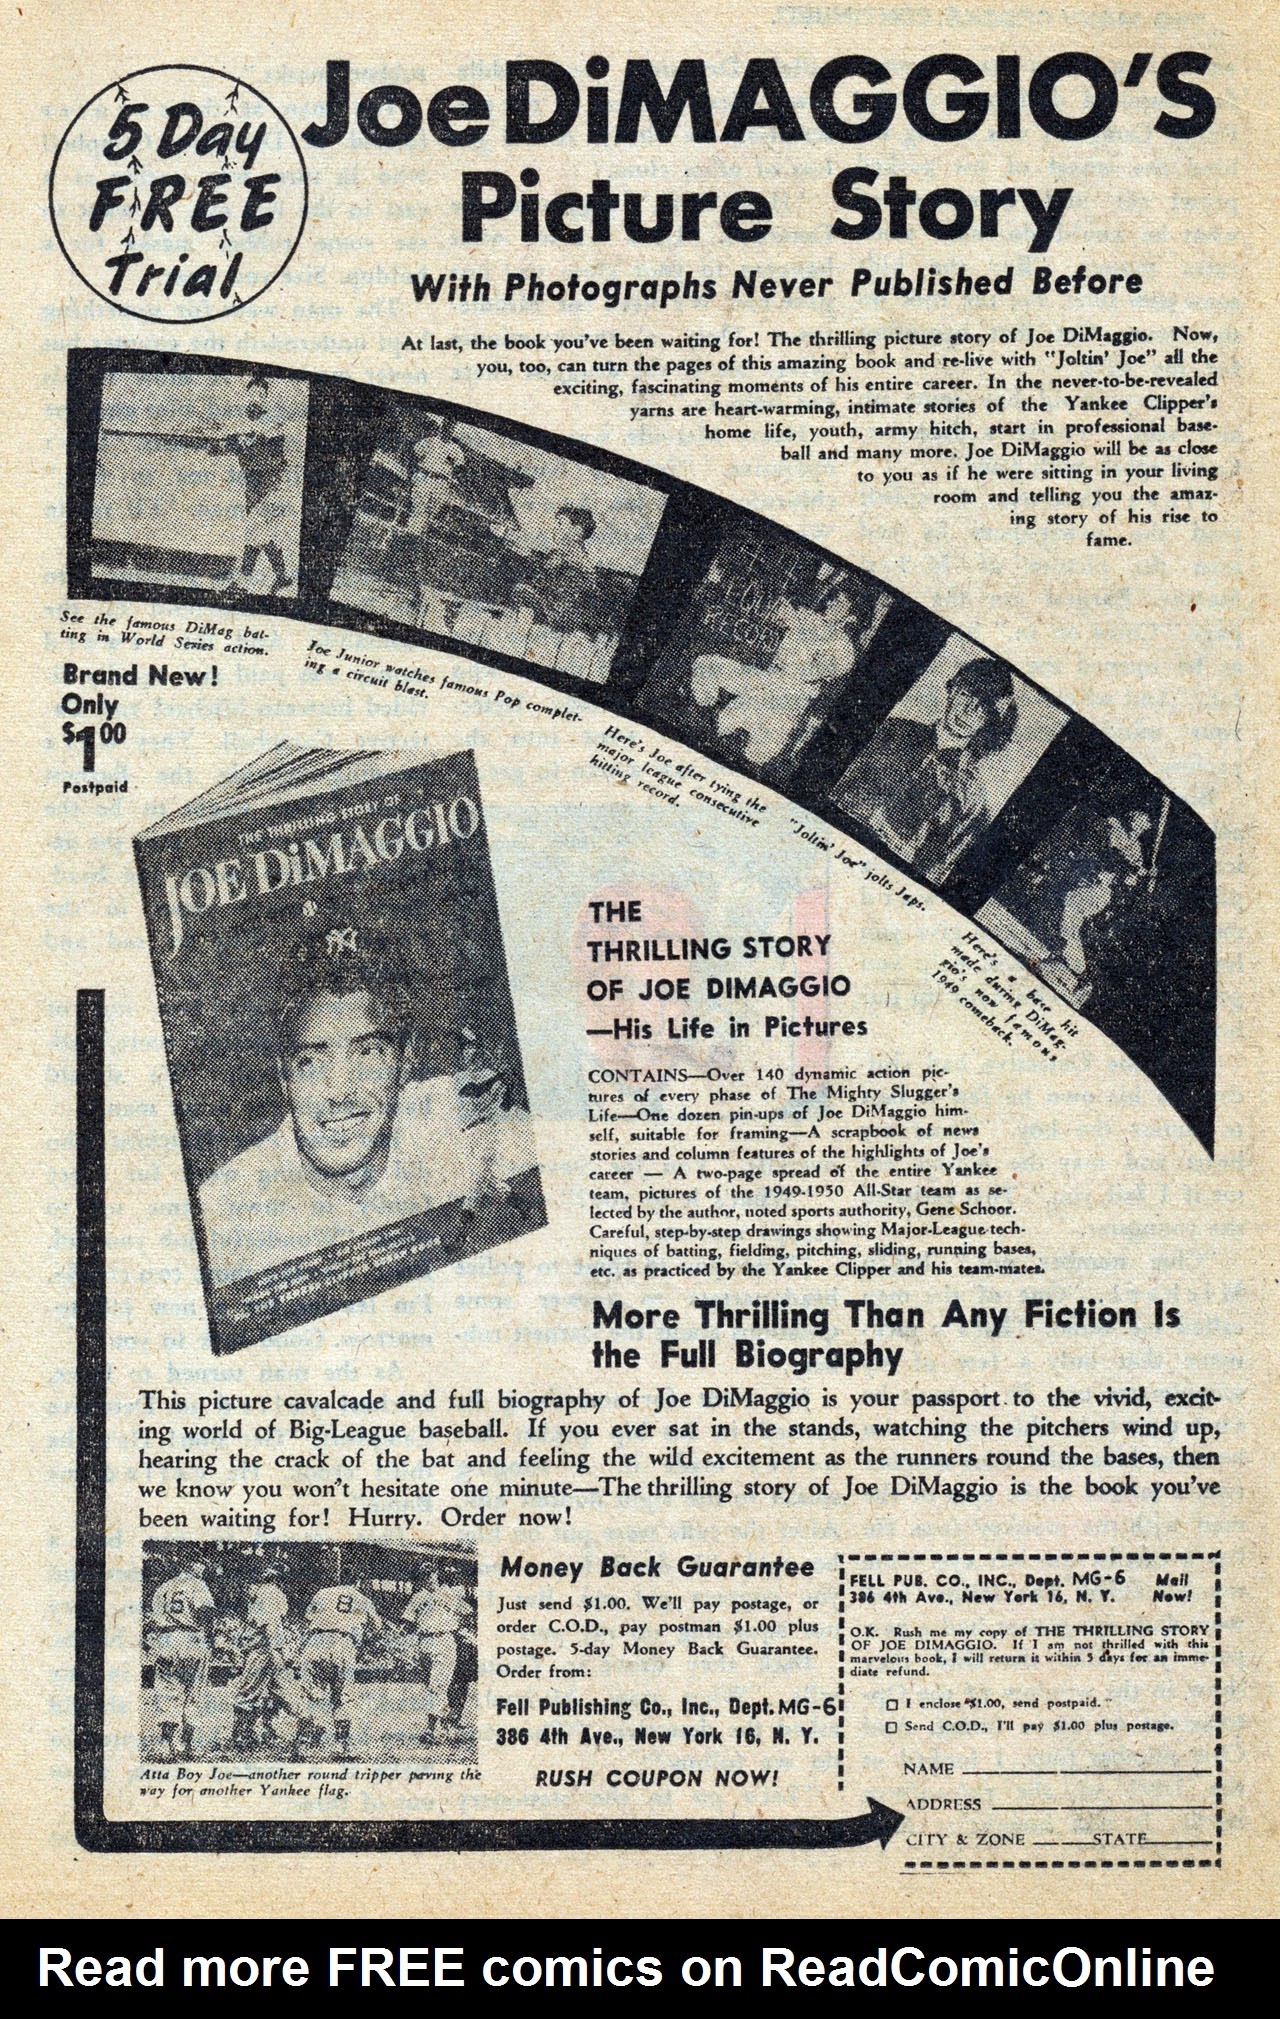 5 Day
FREE
Trial
Joe DiMAGGIO'S
Picture Story
With Photographs Never Published Before
At last, the book you've been waiting for! The thrilling picture story of Joe DiMaggio. Now,
you, too, can turn the pages of this amazing book and re-live with "Joltin' Joe" all the
exciting, fascinating moments of his entire career. In the never-to-be-revealed
yarns are heart-warming, intimate stories of the Yankee Clipper's
home life, youth, army hitch, start in professional base-
ball and many more. Joe DiMaggio will be as close
to you as if he were sitting in your living
room and telling you the amaz-
ing story of his rise to
fame.
See the famous DiMag bat-
ting in World Series action.
Joe Junior watches famous Pop complet-
ing a circuit blast.
Here's Joe after tying the
major league consecutive
hitting record.
"Joltin' Joe" jolts Japs.
Here's a base hit
made during DiMag-
gio's now famous
1949 comeback.
Brand New!
Only
$1.00
Postpaid
THE THRILLING STORY OF
JOE DiMAGGIO
THE
THRILLING STORY
OF JOE DIMAGGIO
—His Life in Pictures
CONTAINS—Over 140 dynamic action pic-
tures of every phase of The Mighty Slugger's
Life—One dozen pin-ups of Joe DiMaggio him-
self, suitable for framing—A scrapbook of news
stories and column features of the highlights of Joe's
career — A two-page spread of the entire Yankee
team, pictures of the 1949-1950 All-Star team as se-
lected by the author, noted sports authority, Gene Schoor.
Careful, step-by-step drawings showing Major-League tech-
niques of batting, fielding, pitching, sliding, running bases,
etc. as practiced by the Yankee Clipper and his team-mates.
More Thrilling Than Any Fiction Is
the Full Biography
This picture cavalcade and full biography of Joe DiMaggio is your passport to the vivid, excit-
ing world of Big-League baseball. If you ever sat in the stands, watching the pitchers wind up,
hearing the crack of the bat and feeling the wild excitement as the runners round the bases, then
we know you won't hesitate one minute—The thrilling story of Joe DiMaggio is the book you've
been waiting for! Hurry. Order now!
15
8
Atta Boy Joe—another round tripper paving the
way for another Yankee flag.
Money Back Guarantee
Just send $1.00. We'll pay postage, or
order C.O.D., pay postman $1.00 plus
postage. 5-day Money Back Guarantee.
Order from:
Fell Publishing Co., Inc., Dept. MG-6
386 4th Ave., New York 16, N. Y.
RUSH COUPON NOW!
FELL PUB. CO., INC., Dept. MG-6 Mail
386 4th Ave., New York 16, N. Y. Now!
O.K. Rush me my copy of THE THRILLING STORY
OF JOE DIMAGGIO. If I am not thrilled with this
marvelous book, I will return it within 5 days for an imme-
diate refund.
I enclose $1.00, send postpaid.
Send C.O.D., I'll pay $1.00 plus postage.
NAME
ADDRESS
CITY & ZONE STATE
Read more FREE comics on ReadComicOnline